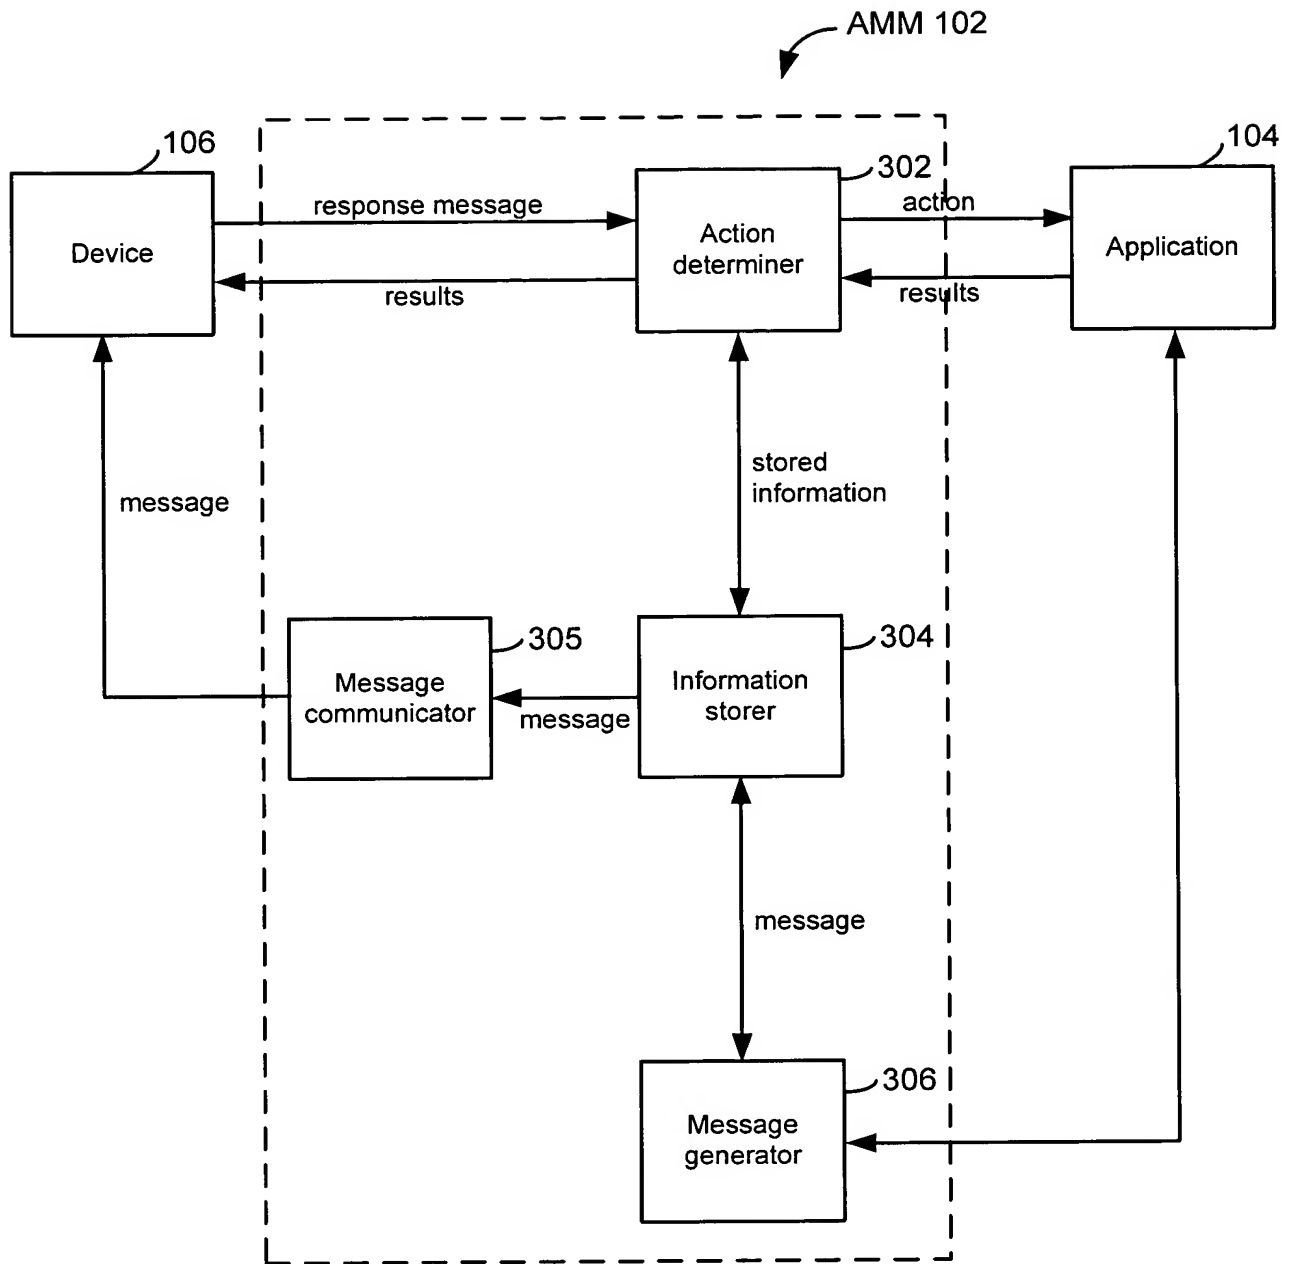 AMM 102
106
302
104
response message
action
Device
Action
determiner
Application
results
results
stored
information
message
305
304
Message
communicator
Information
storer
message
message
306
Message
generator